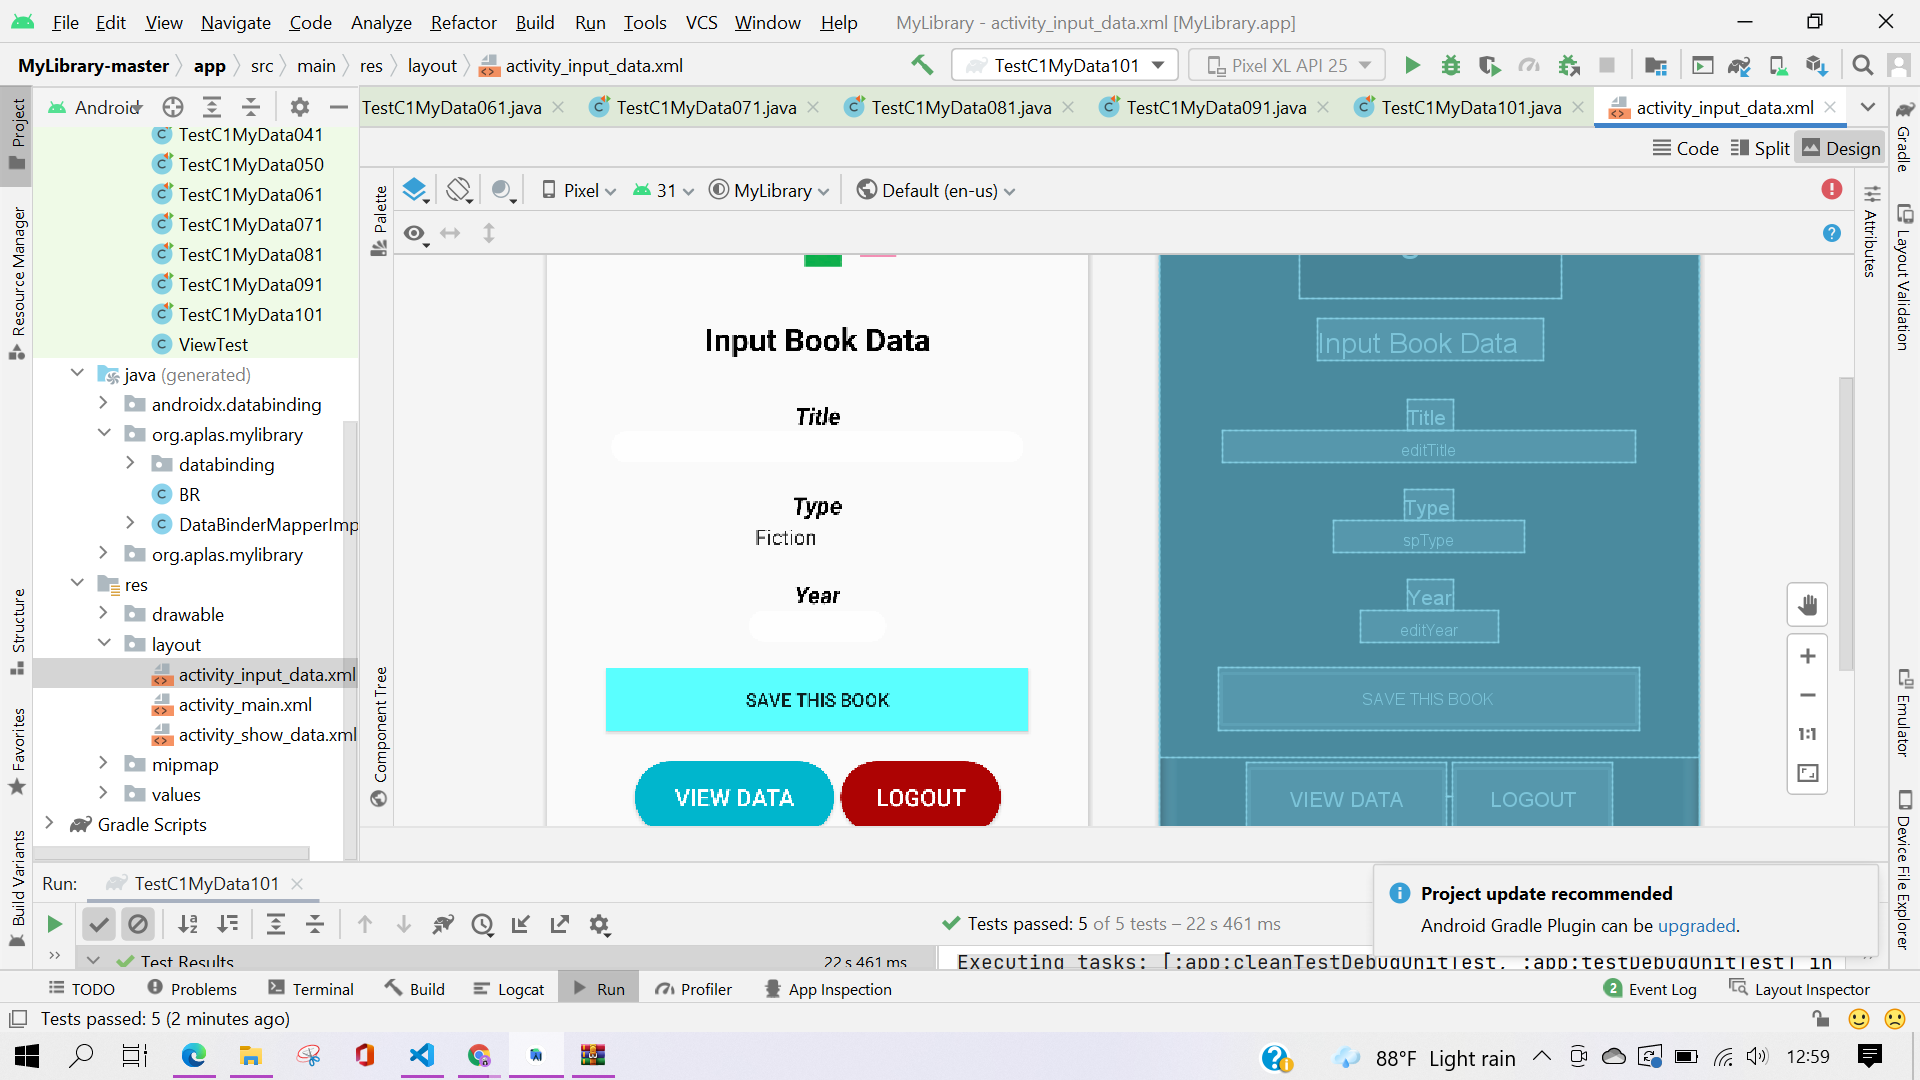 File Edit View Navigate Code Analyze Refactor Build Run Tools VCS Window Help MyLibrary - activity_input_data.xml [MyLibrary.app]
MyLibrary-master app src main res layout activity_input_data.xml TestC1MyData101 Pixel XL API 25
Android TestC1MyData061.java TestC1MyData071.java TestC1MyData081.java TestC1MyData091.java TestC1MyData101.java activity_input_data.xml
Code Split Design
Pixel 31 MyLibrary Default (en-us)
Project
Resource Manager
Structure
Favorites
Build Variants
TestC1MyData041
TestC1MyData050
TestC1MyData061
TestC1MyData071
TestC1MyData081
TestC1MyData091
TestC1MyData101
ViewTest
java (generated)
androidx.databinding
org.aplas.mylibrary
databinding
BR
DataBinderMapperImp
org.aplas.mylibrary
res
drawable
layout
activity_input_data.xml
activity_main.xml
activity_show_data.xml
mipmap
values
Gradle Scripts
Palette
Component Tree
Input Book Data
Title
Type
Fiction
Year
SAVE THIS BOOK
VIEW DATA LOGOUT
Input Book Data
Title
editTitle
Type
spType
Year
editYear
SAVE THIS BOOK
VIEW DATA LOGOUT
1:1
Attributes
Gradle
Layout Validation
Emulator
Device File Explorer
Run: TestC1MyData101
Tests passed: 5 of 5 tests – 22 s 461 ms
Test Results 22 s 461 ms
Executing tasks: [:app:cleanTestDebugUnitTest, :app:testDebugUnitTest] in
Project update recommended
Android Gradle Plugin can be upgraded.
TODO Problems Terminal Build Logcat Run Profiler App Inspection 2 Event Log Layout Inspector
Tests passed: 5 (2 minutes ago)
88°F Light rain 12:59